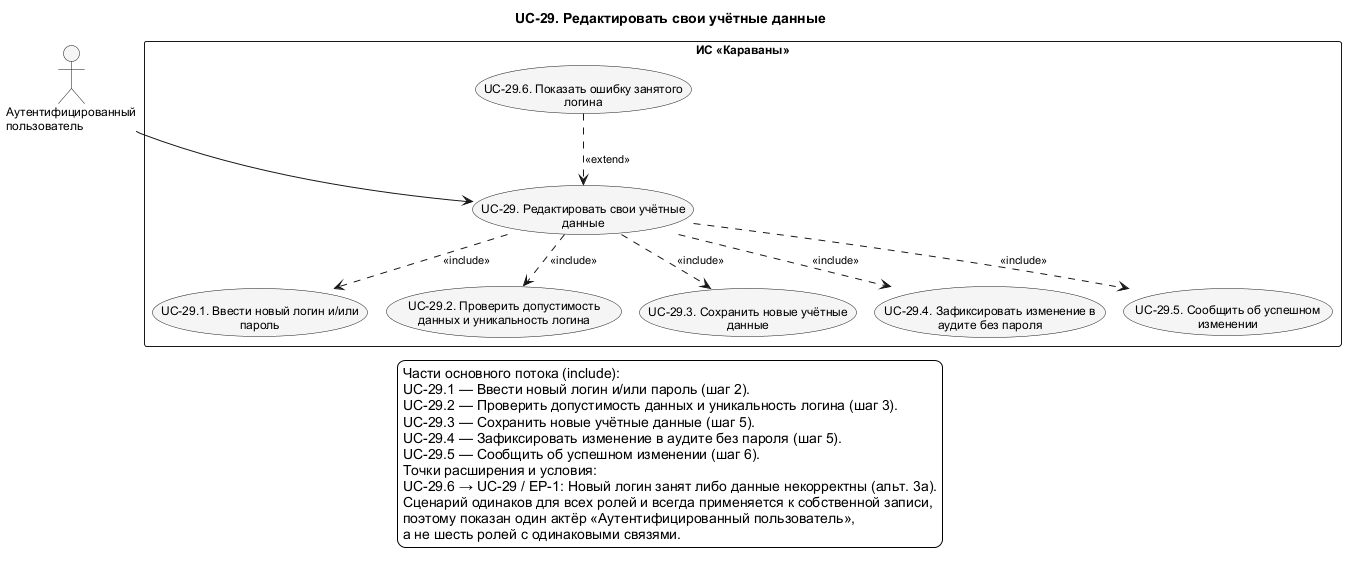 UC-29. Редактировать свои учётные данные
ИС «Караваны»
Аутентифицированный
пользователь
UC-29.6. Показать ошибку занятого
логина
«extend»
UC-29. Редактировать свои учётные
данные
«include»
«include»
«include»
«include»
«include»
UC-29.1. Ввести новый логин и/или
пароль
UC-29.2. Проверить допустимость
данных и уникальность логина
UC-29.3. Сохранить новые учётные
данные
UC-29.4. Зафиксировать изменение в
аудите без пароля
UC-29.5. Сообщить об успешном
изменении
Части основного потока (include):
UC-29.1 — Ввести новый логин и/или пароль (шаг 2).
UC-29.2 — Проверить допустимость данных и уникальность логина (шаг 3).
UC-29.3 — Сохранить новые учётные данные (шаг 5).
UC-29.4 — Зафиксировать изменение в аудите без пароля (шаг 5).
UC-29.5 — Сообщить об успешном изменении (шаг 6).
Точки расширения и условия:
UC-29.6 → UC-29 / EP-1: Новый логин занят либо данные некорректны (альт. 3а).
Сценарий одинаков для всех ролей и всегда применяется к собственной записи,
поэтому показан один актёр «Аутентифицированный пользователь»,
а не шесть ролей с одинаковыми связями.